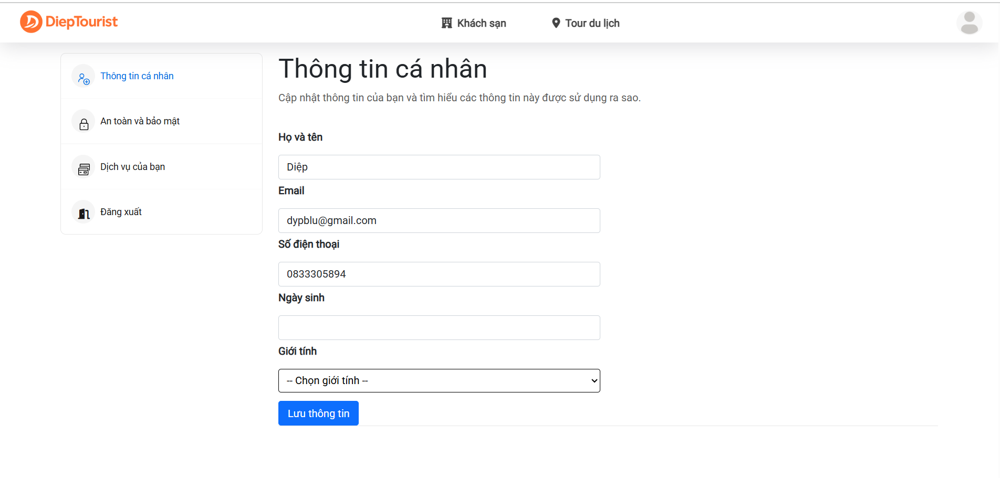 DiepTourist
Khách sạn
Tour du lịch
Thông tin cá nhân
An toàn và bảo mật
Dịch vụ của bạn
Đăng xuất
Thông tin cá nhân
Cập nhật thông tin của bạn và tìm hiểu các thông tin này được sử dụng ra sao.
Họ và tên
Diệp
Email
dypblu@gmail.com
Số điện thoại
0833305894
Ngày sinh
Giới tính
-- Chọn giới tính --
Lưu thông tin